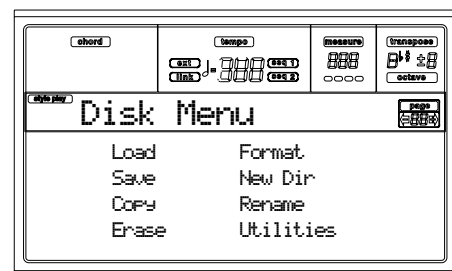 chord tempo measure transpose
ext seq 1
link seq 2
octave
style play Disk Menu page
Load Format
Save New Dir
Copy Rename
Erase Utilities